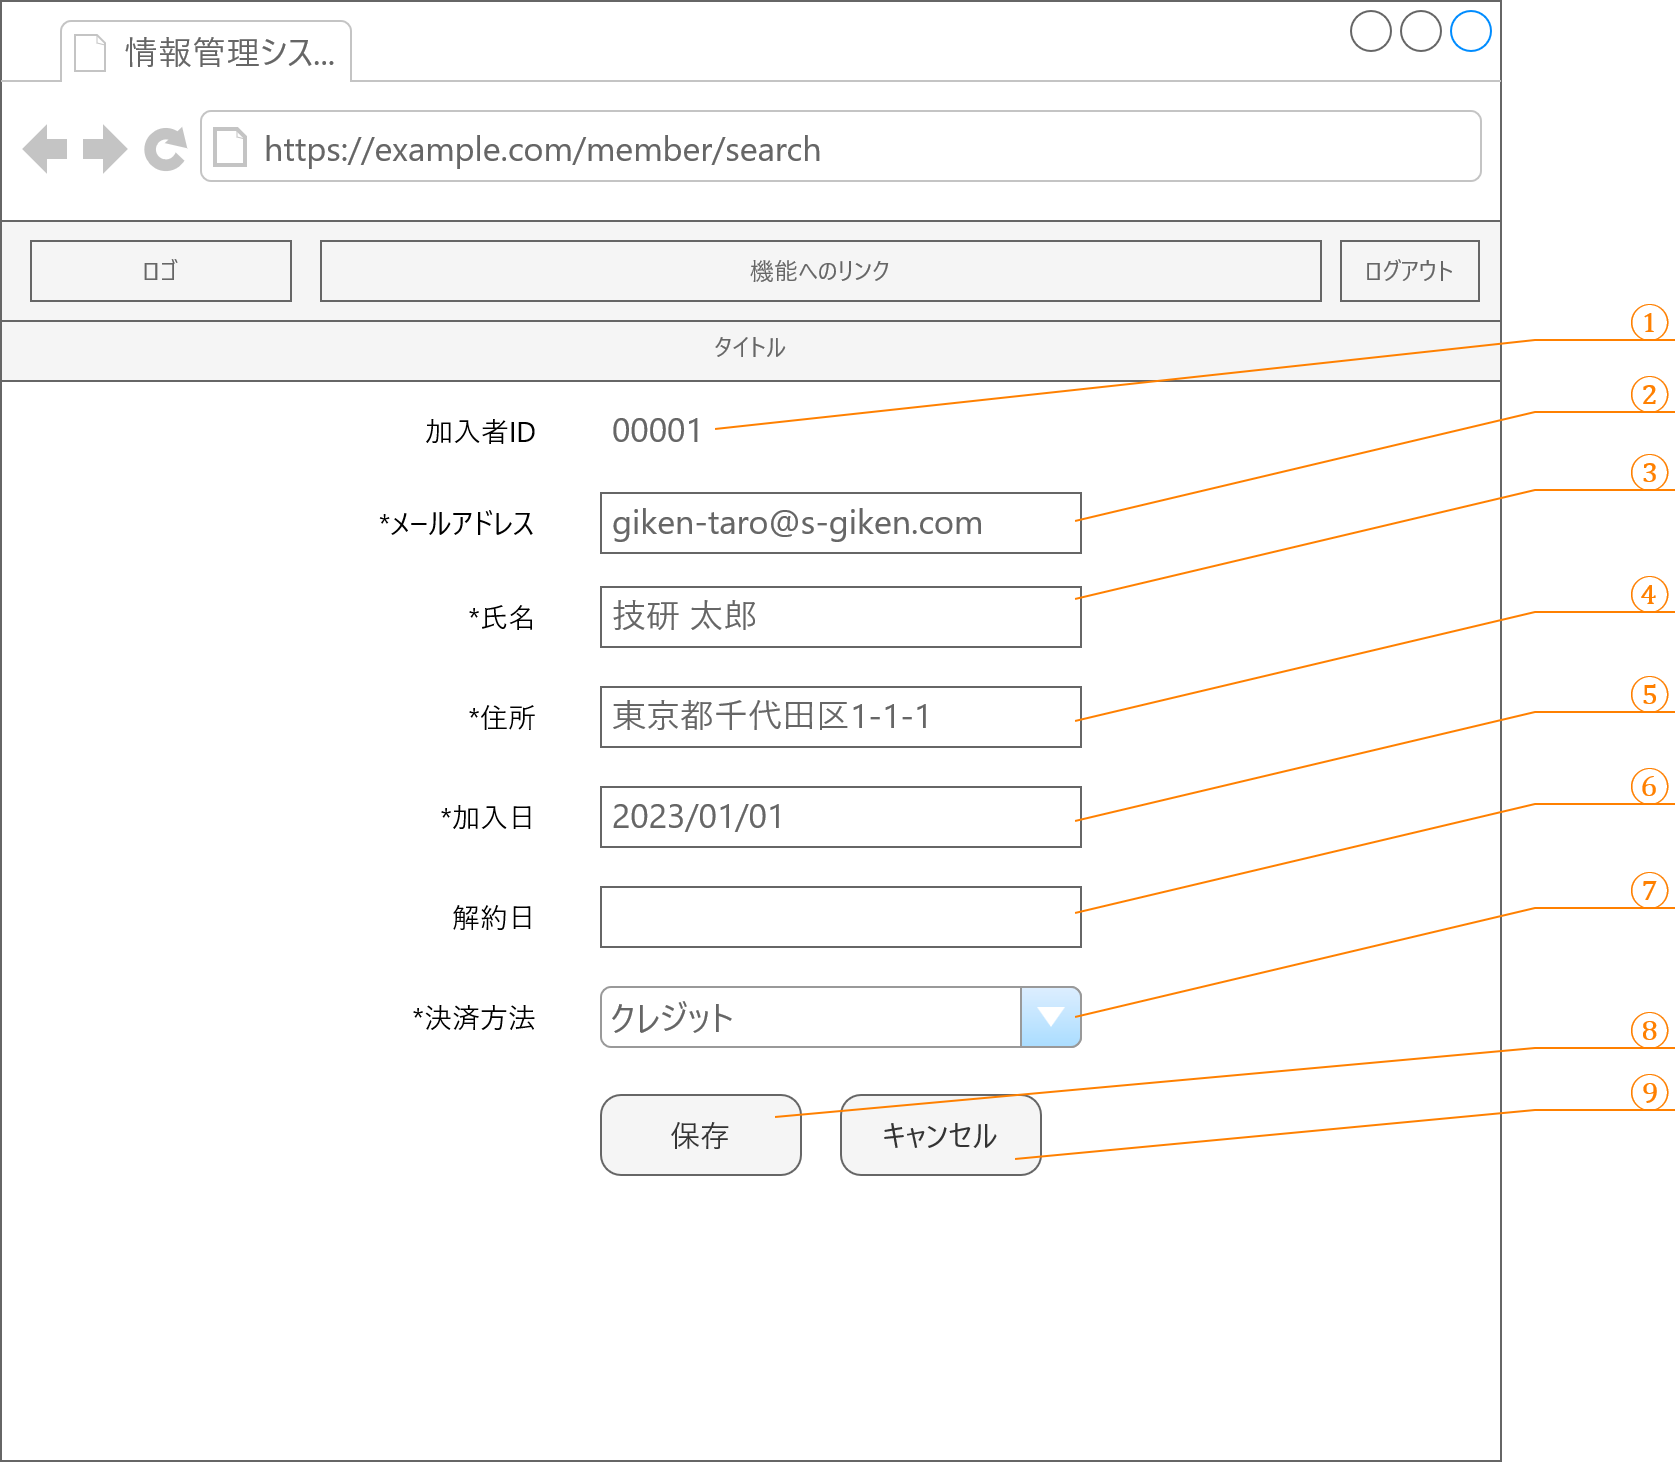 情報管理シス...
https://example.com/member/search
ロゴ
機能へのリンク
ログアウト
タイトル
①
加入者ID
00001
②
*メールアドレス
giken-taro@s-giken.com
③
*氏名
技研 太郎
④
*住所
東京都千代田区1-1-1
⑤
*加入日
2023/01/01
⑥
解約日
⑦
*決済方法
クレジット
⑧
保存
⑨
キャンセル